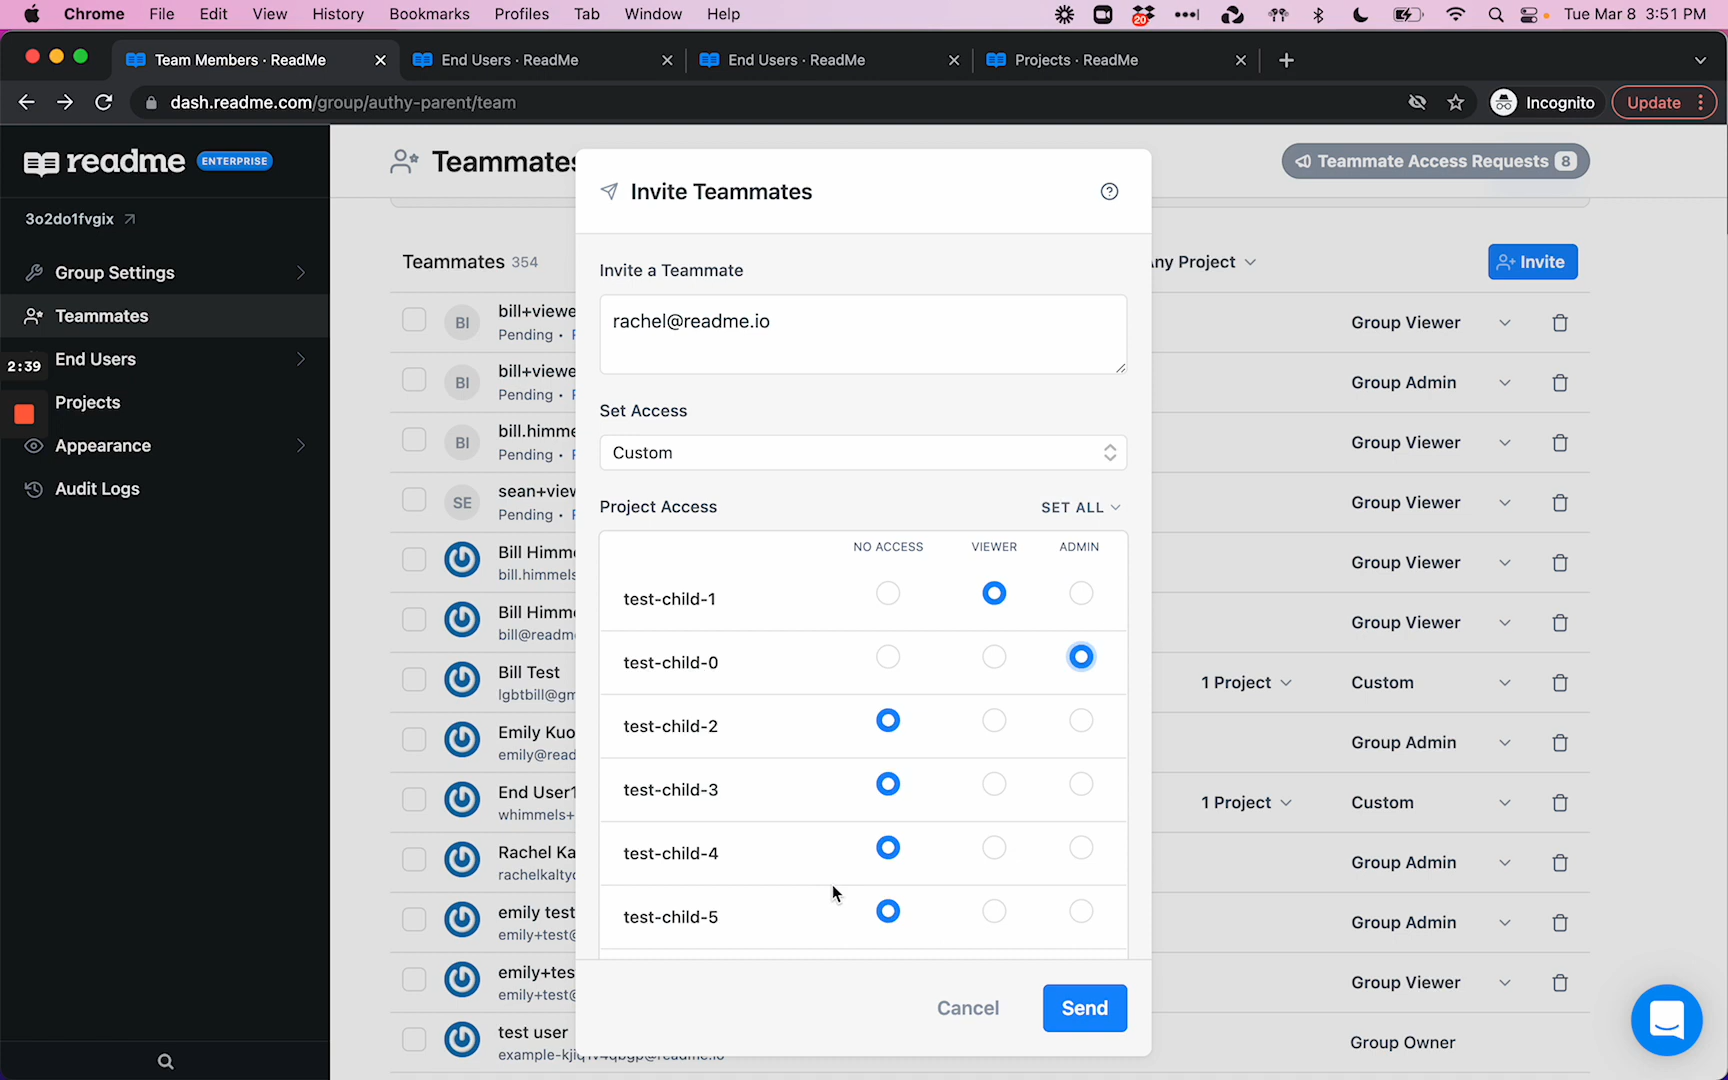 Chrome File Edit View History Bookmarks Profiles Tab Window Help 20 Tue Mar 8 3:51 PM
Team Members · ReadMe End Users · ReadMe End Users · ReadMe Projects · ReadMe
dash.readme.com/group/authy-parent/team Incognito Update
readme ENTERPRISE
3o2do1fvgix
Group Settings
Teammates
End Users
2:39
Projects
Appearance
Audit Logs
Teammates
Teammate Access Requests 8
Teammates 354
Any Project
Invite
BI bill+viewe Group Viewer
Pending •
BI bill+viewe Group Admin
Pending •
BI bill.himme Group Viewer
Pending •
SE sean+view Group Viewer
Pending •
Bill Himme Group Viewer
bill.himmels
Bill Himme Group Viewer
bill@readm
Bill Test 1 Project Custom
lgbtbill@gm
Emily Kuo Group Admin
emily@read
End User1 1 Project Custom
whimmels+
Rachel Ka Group Admin
rachelkalty
emily test Group Admin
emily+test@
emily+tes Group Viewer
emily+test@
test user Group Owner
Invite Teammates
Invite a Teammate
rachel@readme.io
Set Access
Custom
Project Access SET ALL
NO ACCESS VIEWER ADMIN
test-child-1
test-child-0
test-child-2
test-child-3
test-child-4
test-child-5
Cancel Send